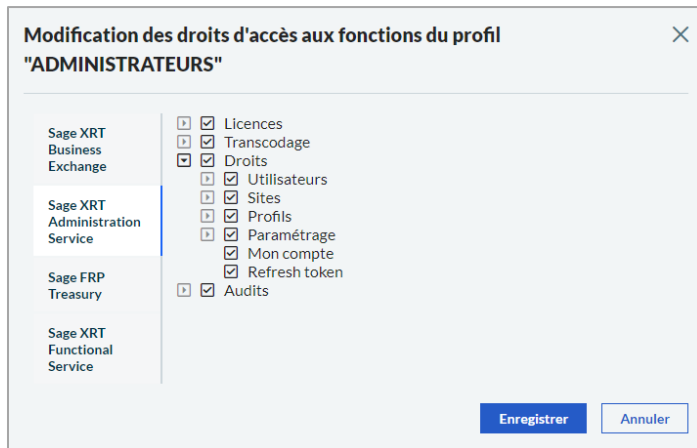 Modification des droits d'accès aux fonctions du profil
"ADMINISTRATEURS"
Sage XRT
Business
Exchange
Sage XRT
Administration
Service
Sage FRP
Treasury
Sage XRT
Functional
Service
Licences
Transcodage
Droits
Utilisateurs
Sites
Profils
Paramétrage
Mon compte
Refresh token
Audits
Enregistrer
Annuler